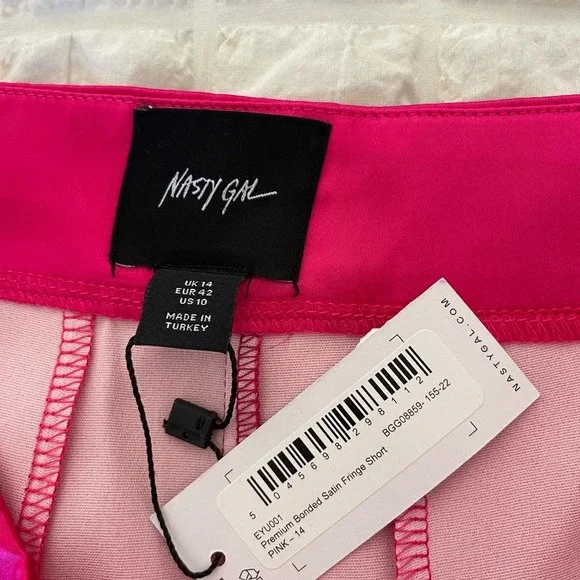 NASTY GAL
UK 14
EUR 42
US 10
MADE IN
TURKEY
NASTYGAL.COM
BGG08859-155-22
5 045698 298112
EYU001
Premium Bonded Satin Fringe Short
PINK - 14